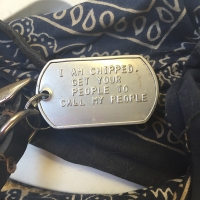 I AM CHIPPED.
GET YOUR
PEOPLE TO
CALL MY PEOPLE